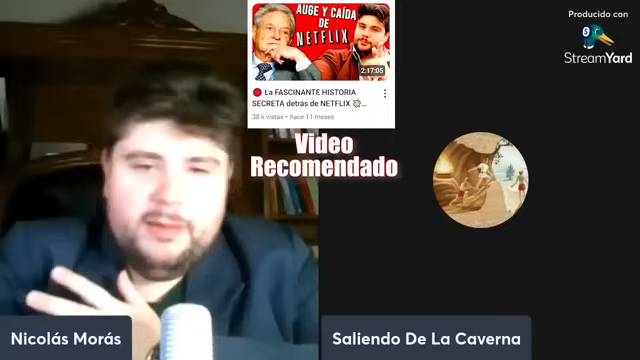 AUGE Y CAÍDA
DE
NETFLIX
2:17:05
La FASCINANTE HISTORIA
SECRETA detrás de NETFLIX 💥...
38 k vistas • hace 11 meses
Video
Recomendado
Producido con
StreamYard
Nicolás Morás
Saliendo De La Caverna